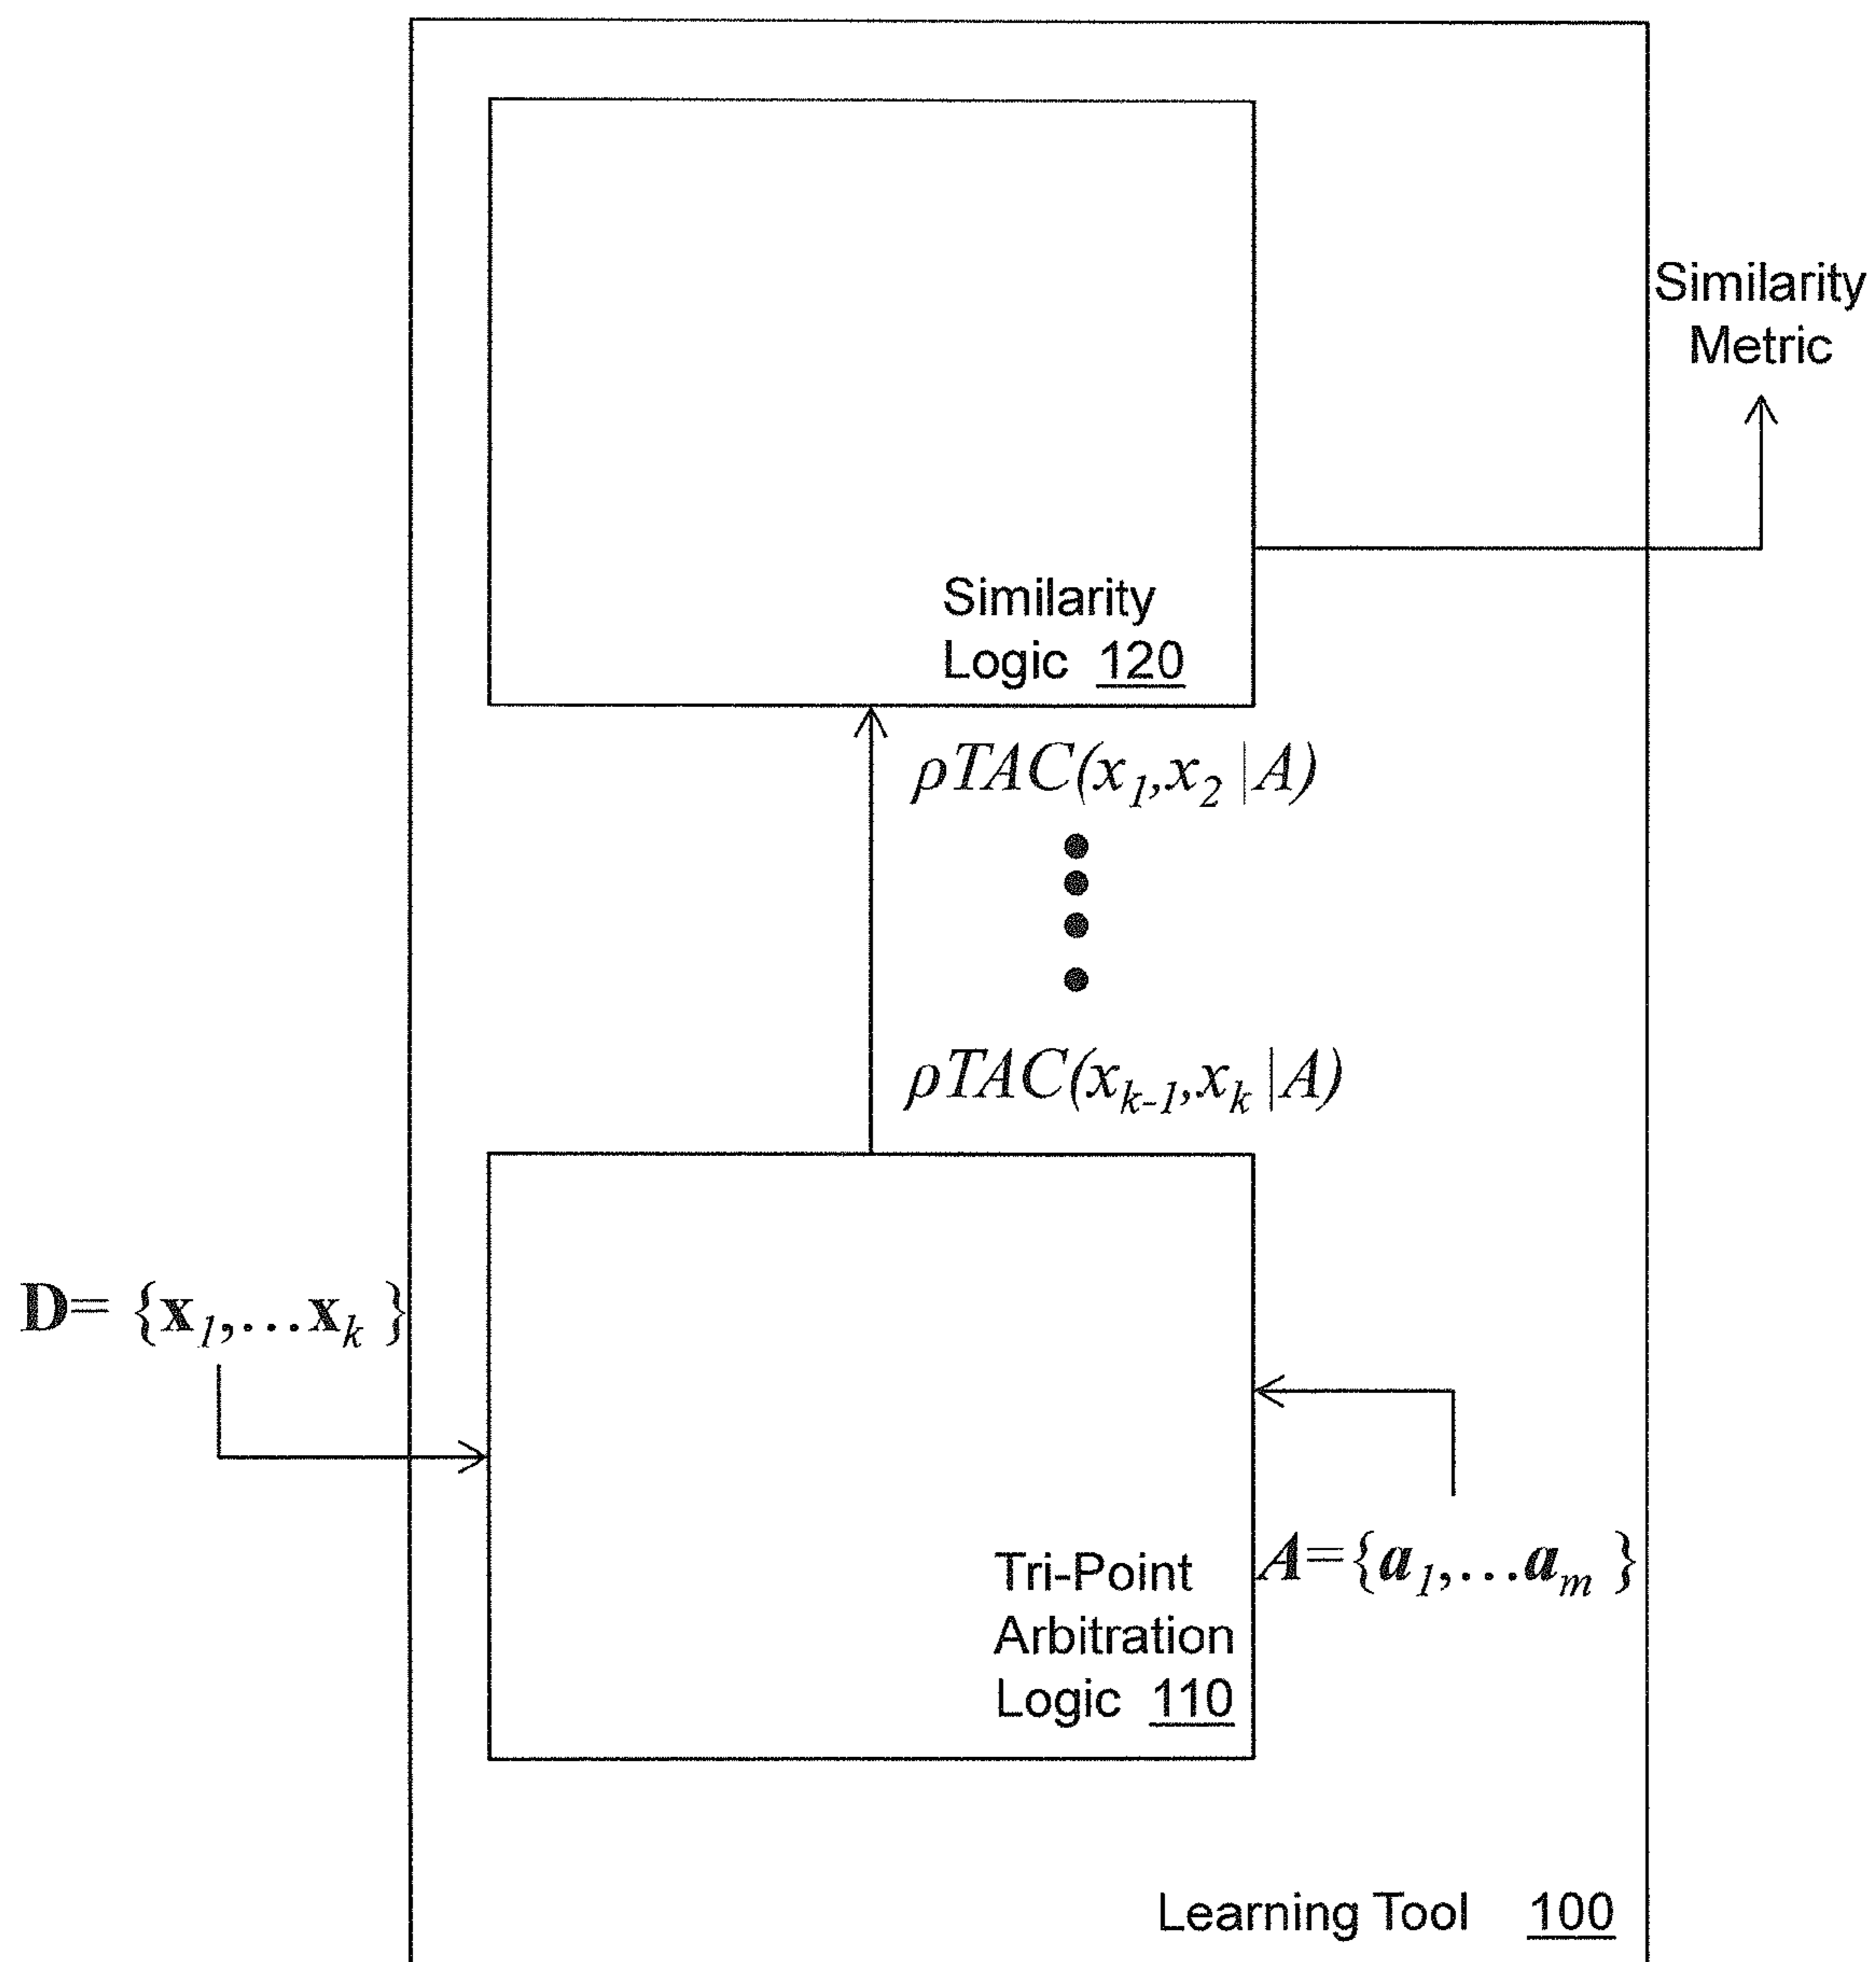 Similarity
Metric
Similarity
Logic 120
ρTAC(x₁,x₂ |A)
ρTAC(xₖ₋₁,xₖ |A)
D= {x₁,...xₖ }
A={a₁,...aₘ }
Tri-Point
Arbitration
Logic 110
Learning Tool 100